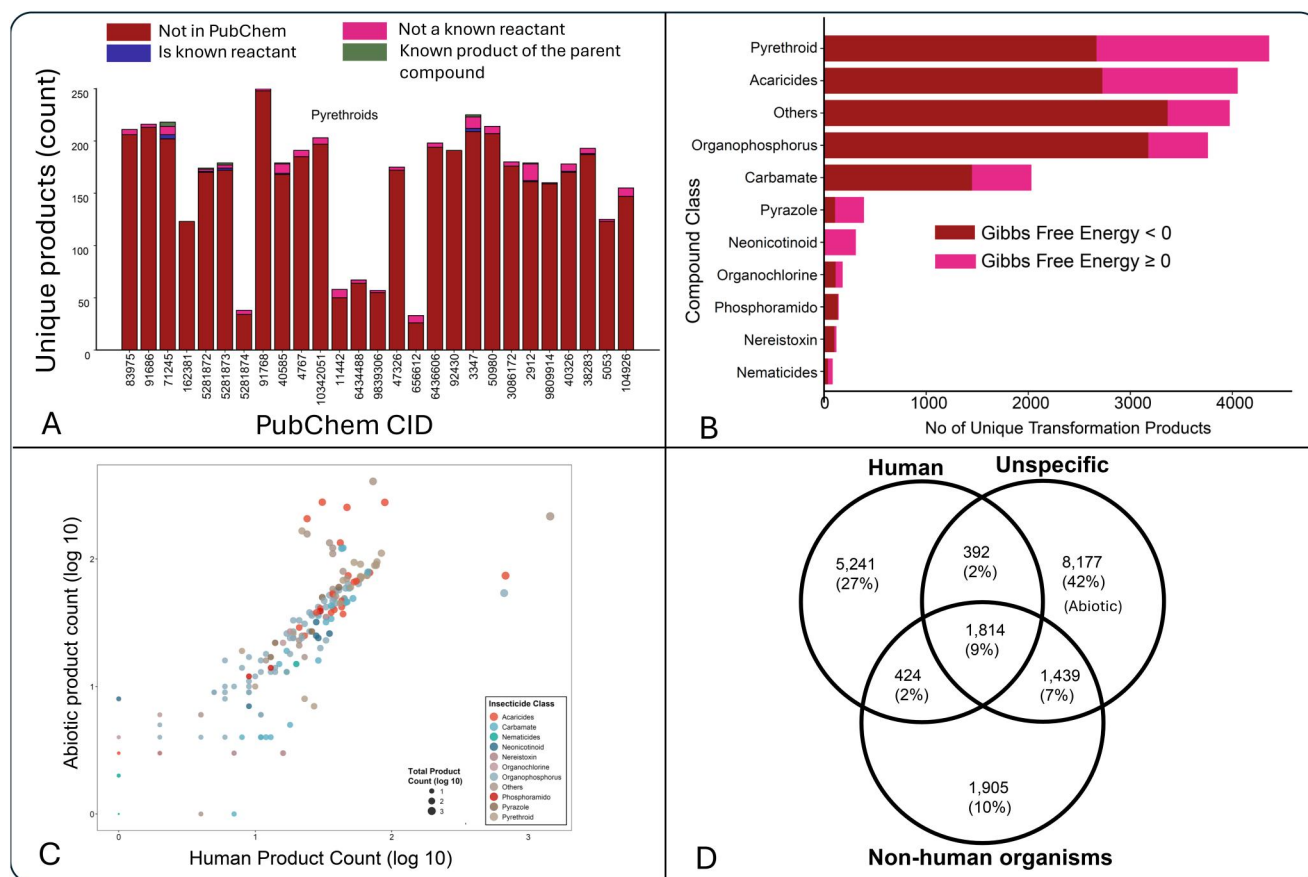 Not in PubChem
Is known reactant
Not a known reactant
Known product of the parent
compound
Pyrethroids
Unique products (count)
250
200
150
100
50
0
83975
91686
71245
162381
5281872
5281873
5281874
91768
40585
4767
10342051
11442
6434488
9839306
47326
656612
6436606
92430
3347
50980
3086172
2912
9809914
40326
38283
5053
104926
PubChem CID
A
Compound Class
Pyrethroid
Acaricides
Others
Organophosphorus
Carbamate
Pyrazole
Neonicotinoid
Organochlorine
Phosphoramido
Nereistoxin
Nematicides
Gibbs Free Energy < 0
Gibbs Free Energy ≥ 0
0 1000 2000 3000 4000
No of Unique Transformation Products
B
Abiotic product count (log 10)
2
1
0
Total Product
Count (log 10)
1
2
3
Insecticide Class
Acaricides
Carbamate
Nematicides
Neonicotinoid
Nereistoxin
Organochlorine
Organophosphorus
Others
Phosphoramido
Pyrazole
Pyrethroid
0 1 2 3
Human Product Count (log 10)
C
Human Unspecific
5,241
(27%)
392
(2%)
8,177
(42%)
(Abiotic)
1,814
(9%)
424
(2%)
1,439
(7%)
1,905
(10%)
Non-human organisms
D